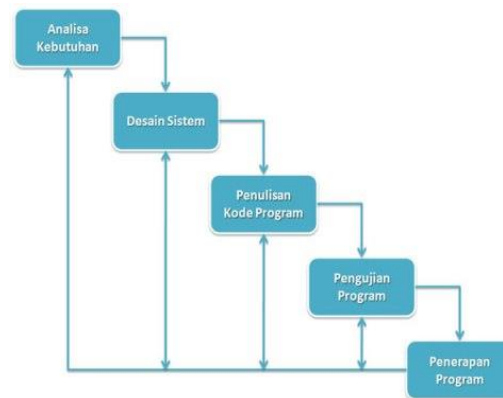 Analisa
Kebutuhan
Desain Sistem
Penulisan
Kode Program
Pengujian
Program
Penerapan
Program